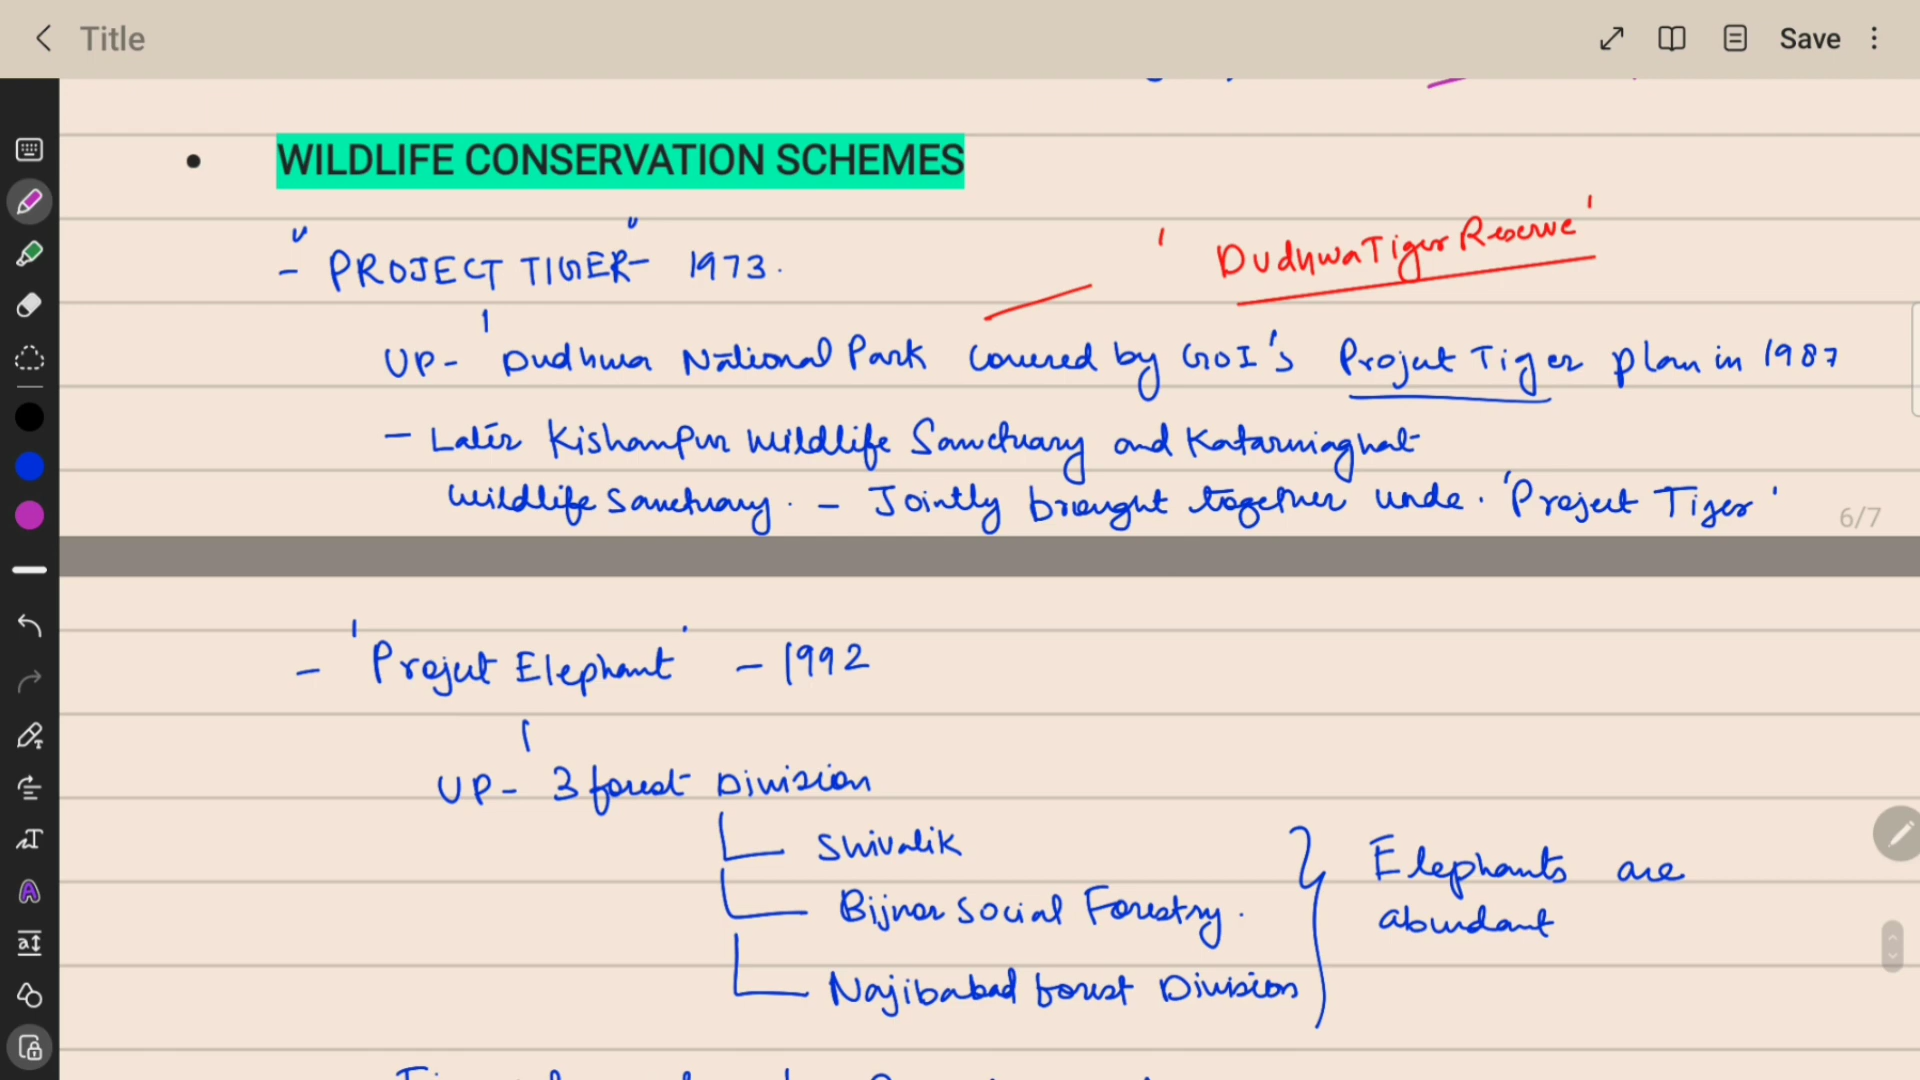 Title
Save
• WILDLIFE CONSERVATION SCHEMES
- "PROJECT TIGER" - 1973.
'Dudhwa Tiger Reserve'
UP - Dudhwa National Park covered by GOI's Project Tiger plan in 1987
- Later Kishanpur Wildlife Sanctuary and Katarniaghat
Wildlife Sanctuary. - Jointly brought together unde. 'Project Tiger'
6/7
- 'Project Elephant' - 1992
UP - 3 forest Division
Shivalik
Bijnor Social Forestry.
Najibabad forest Division
Elephants are
abundant